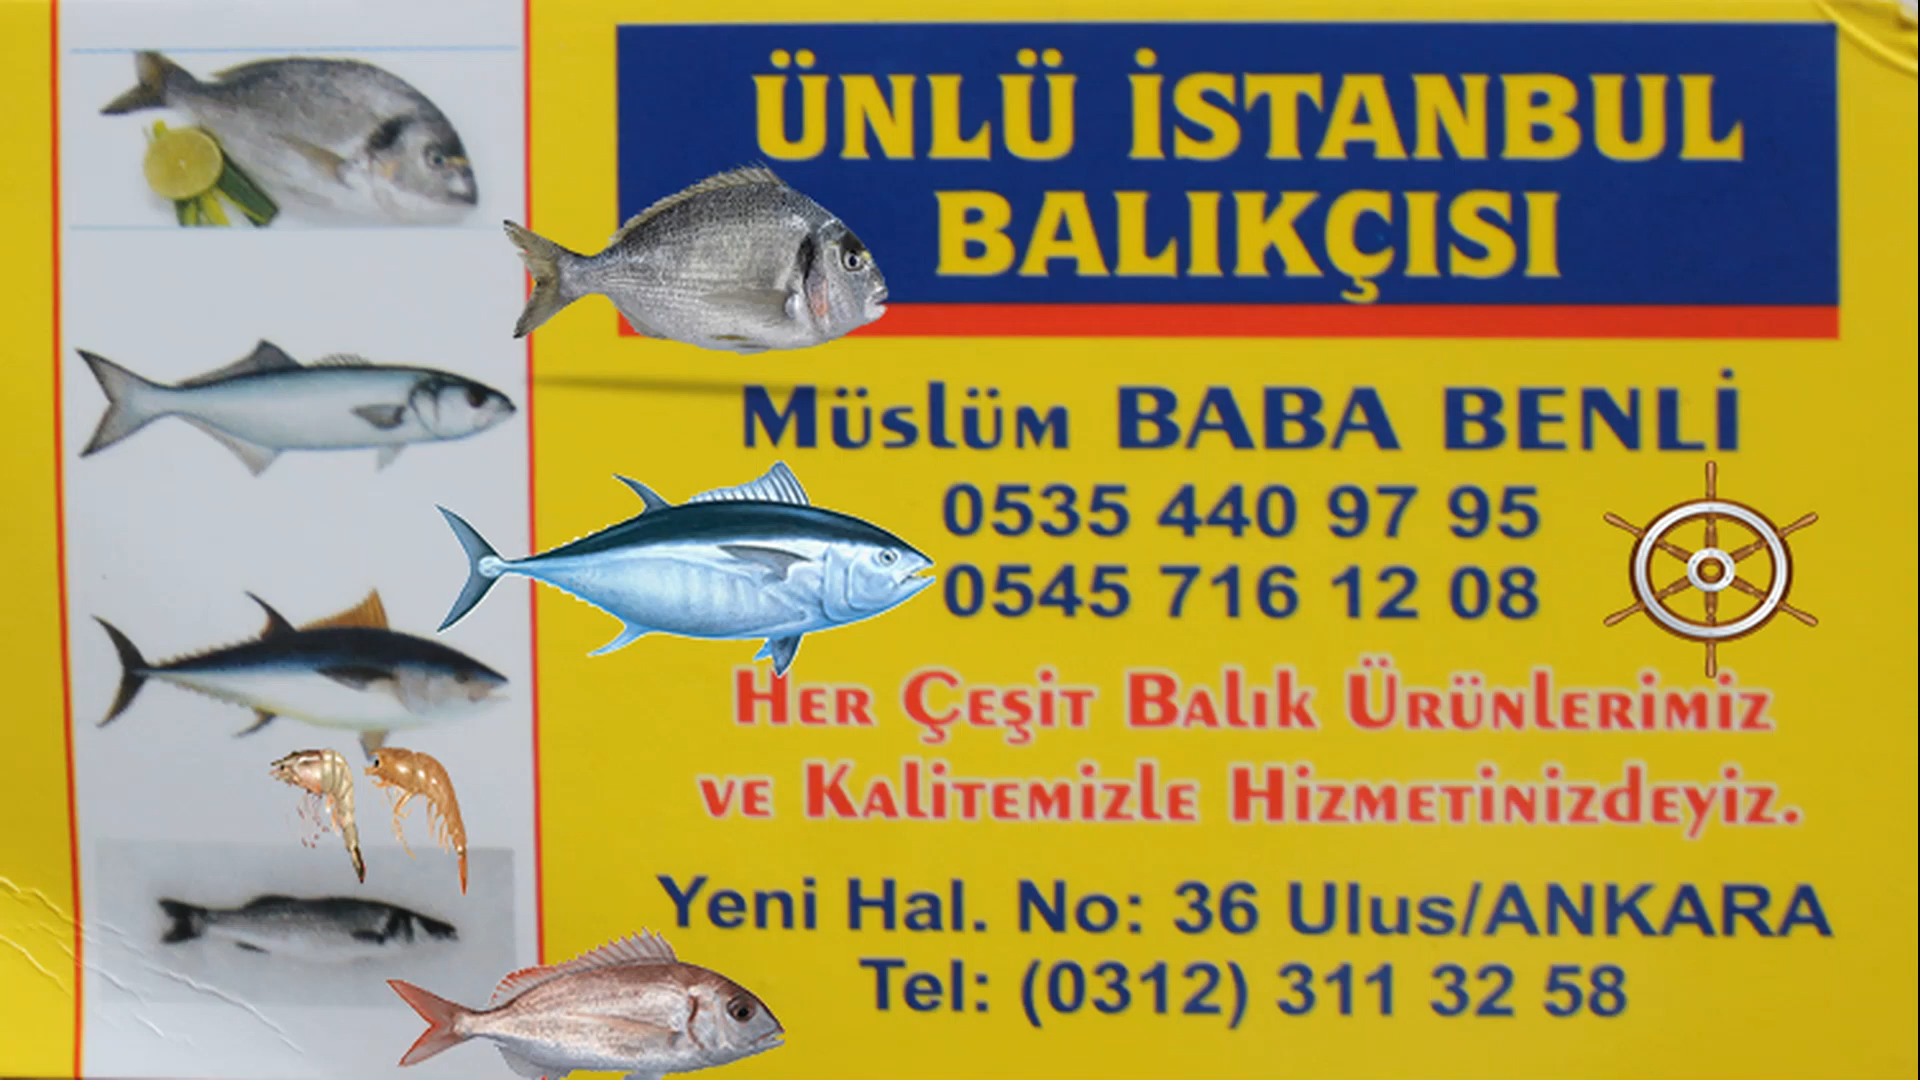 ÜNLÜ İSTANBUL
BALIKÇISI
Müslüm BABA BENLİ
0535 440 97 95
0545 716 12 08
Her Çeşit Balık Ürünlerimiz
ve Kalitemizle Hizmetinizdeyiz.
Yeni Hal. No: 36 Ulus/ANKARA
Tel: (0312) 311 32 58